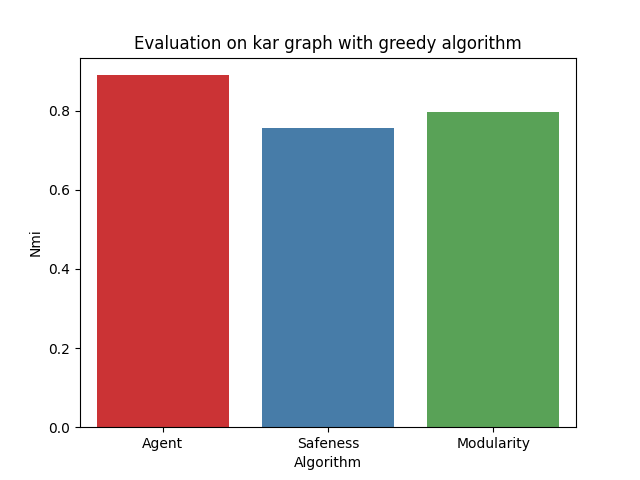 Evaluation on kar graph with greedy algorithm
Nmi
0.8
0.6
0.4
0.2
0.0
Agent
Safeness
Modularity
Algorithm